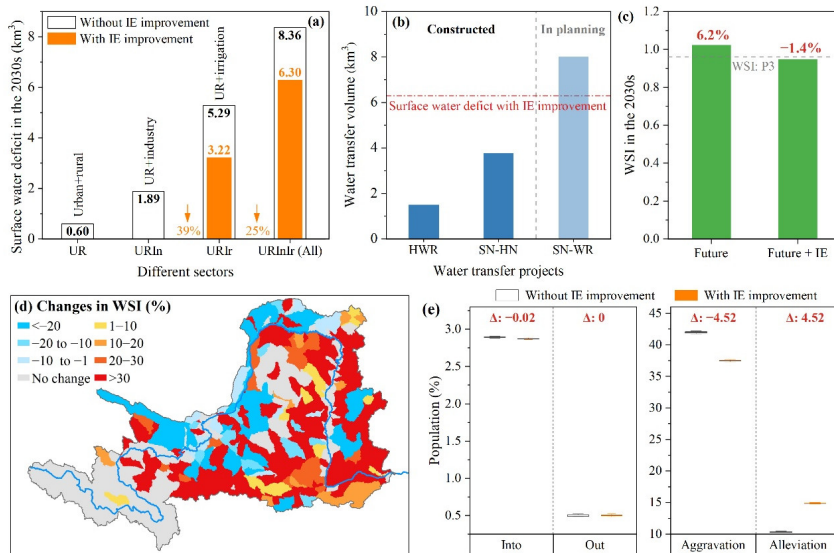 (a)
Without IE improvement
With IE improvement
Surface water deficit in the 2030s (km³)
8
6
4
2
0
Urban+rural
0.60
UR+industry
1.89
UR+irrigation
5.29
3.22
39%
8.36
6.30
25%
UR
URIn
URIr
URInIr (All)
Different sectors
(b)
Constructed
In planning
Water transfer volume (km³)
10
8
6
4
2
0
Surface water deficit with IE improvement
HWR
SN-HN
SN-WR
Water transfer projects
(c)
6.2%
−1.4%
WSI: P3
WSI in the 2030s
1.2
1.0
0.8
0.6
0.4
0.2
0.0
Future
Future + IE
(d) Changes in WSI (%)
<−20
−20 to −10
−10 to −1
No change
1–10
10–20
20–30
>30
(e)
Without IE improvement
With IE improvement
Δ: −0.02
Δ: 0
Δ: −4.52
Δ: 4.52
Population (%)
3.0
2.5
2.0
1.5
1.0
0.5
Into
Out
45
40
35
30
25
20
15
10
Aggravation
Alleviation